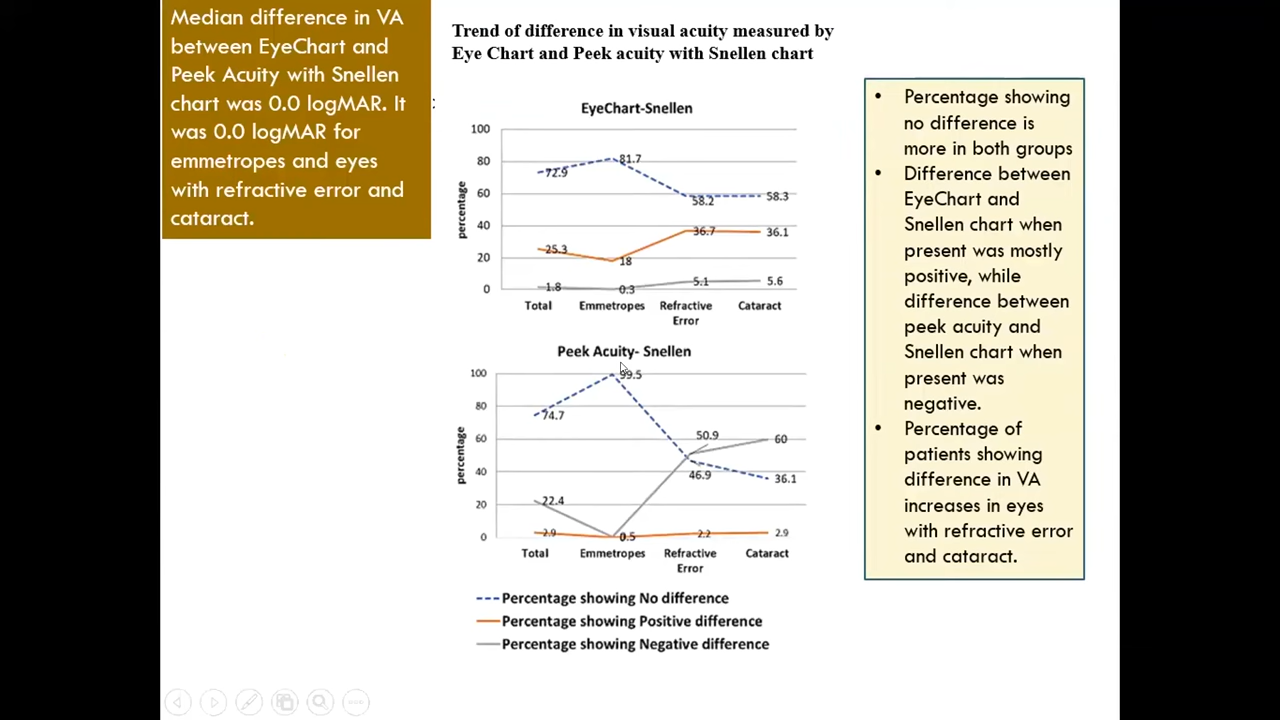 Median difference in VA
between EyeChart and
Peek Acuity with Snellen
chart was 0.0 logMAR. It
was 0.0 logMAR for
emmetropes and eyes
with refractive error and
cataract.
:
Trend of difference in visual acuity measured by
Eye Chart and Peek acuity with Snellen chart
EyeChart-Snellen
percentage
100
80
60
40
20
0
72.9
81.7
58.2
58.3
25.3
18
36.7
36.1
1.8
0.3
5.1
5.6
Total
Emmetropes
Refractive
Error
Cataract
Peek Acuity- Snellen
percentage
100
80
60
40
20
0
74.7
99.5
46.9
36.1
22.4
0.5
50.9
60
2.9
2.2
2.9
Total
Emmetropes
Refractive
Error
Cataract
Percentage showing No difference
Percentage showing Positive difference
Percentage showing Negative difference
• Percentage showing
no difference is
more in both groups
• Difference between
EyeChart and
Snellen chart when
present was mostly
positive, while
difference between
peek acuity and
Snellen chart when
present was
negative.
• Percentage of
patients showing
difference in VA
increases in eyes
with refractive error
and cataract.